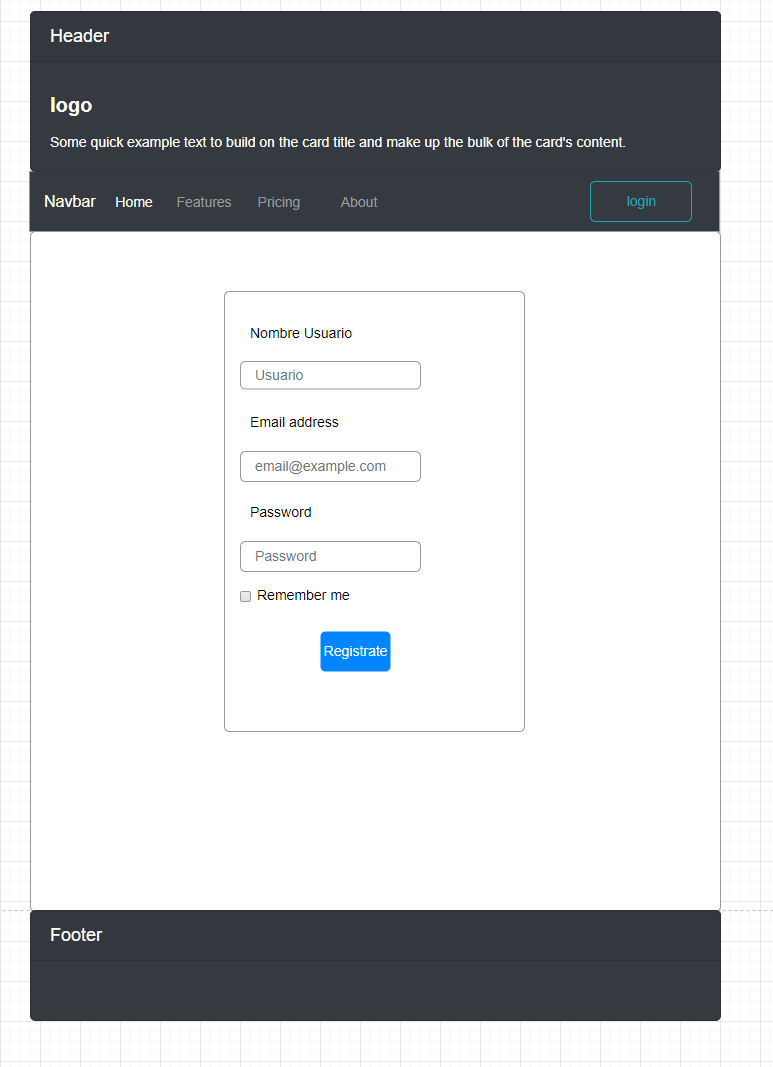 Header
logo
Some quick example text to build on the card title and make up the bulk of the card's content.
Navbar Home Features Pricing About login
Nombre Usuario
Usuario
Email address
email@example.com
Password
Password
Remember me
Registrate
Footer